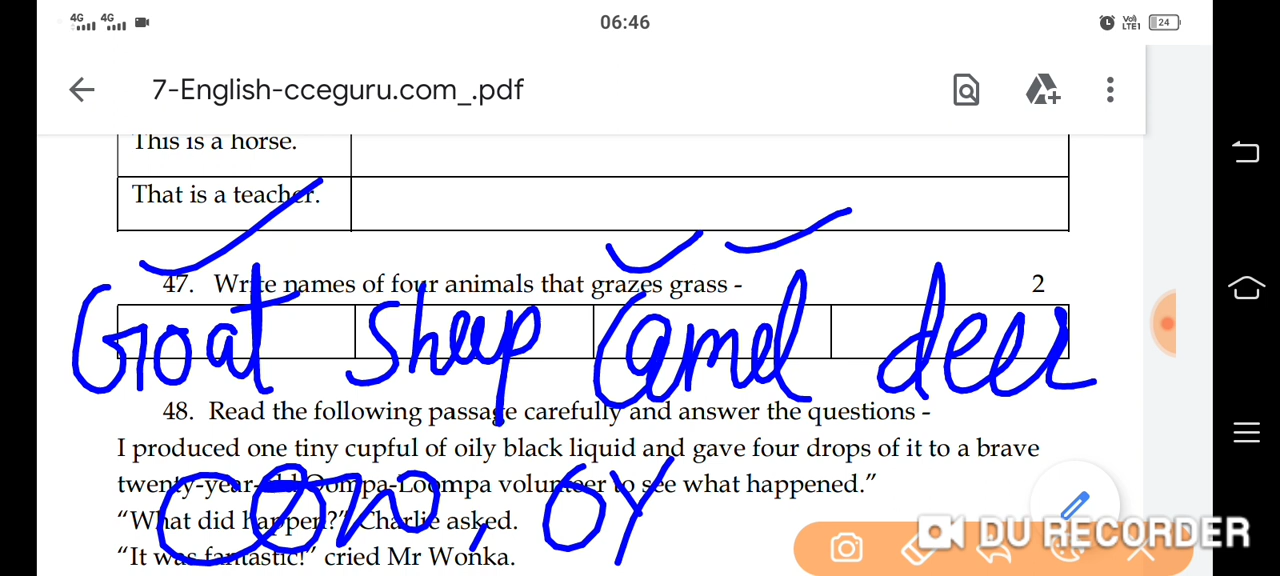 4G 4G 06:46 Vo) LTE1 24
7-English-cceguru.com_.pdf
This is a horse.
That is a teacher.
47. Write names of four animals that grazes grass - 2
Goat sheep Camel deer
48. Read the following passage carefully and answer the questions -
I produced one tiny cupful of oily black liquid and gave four drops of it to a brave
twenty-year-old Oompa-Loompa volunteer to see what happened."
"What did happen?" Charlie asked.
"It was fantastic!" cried Mr Wonka.
DU RECORDER